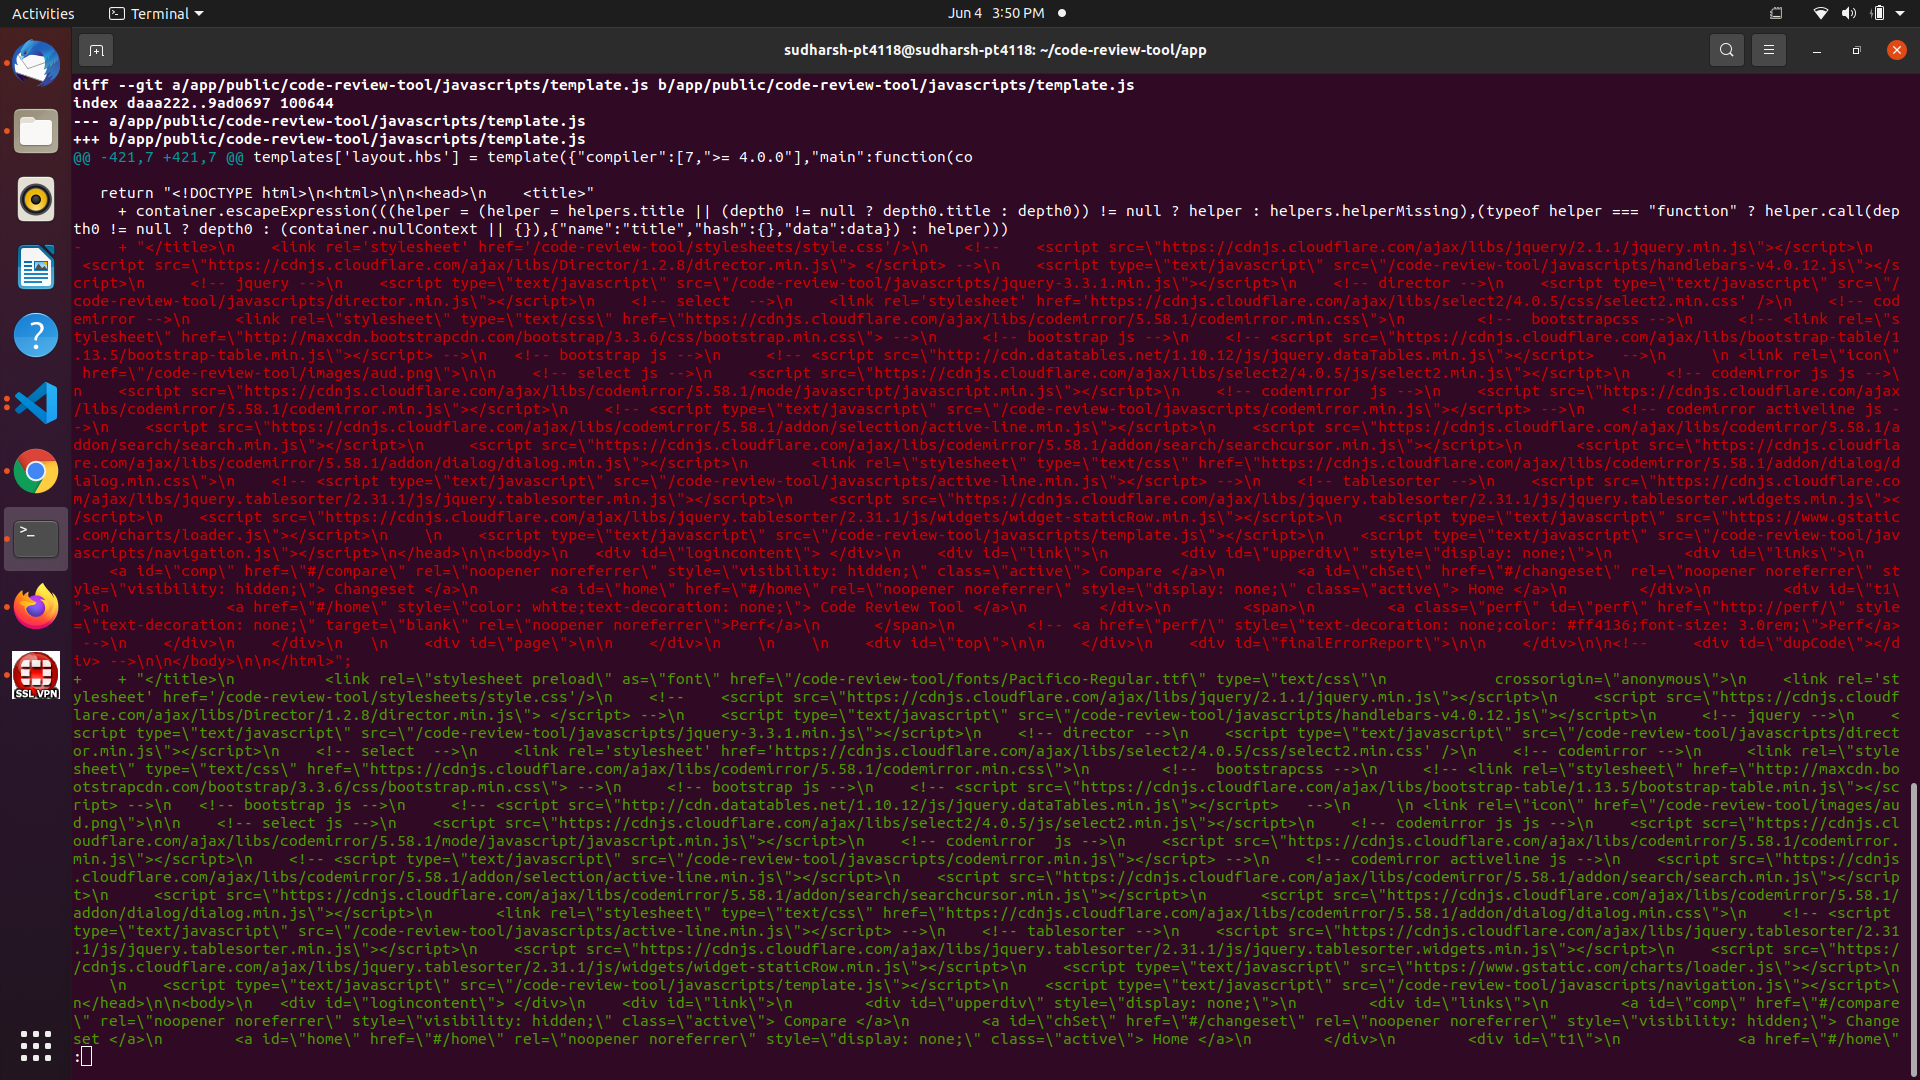 Activities
Terminal
Jun 4 3:50 PM
sudharsh-pt4118@sudharsh-pt4118: ~/code-review-tool/app
diff --git a/app/public/code-review-tool/javascripts/template.js b/app/public/code-review-tool/javascripts/template.js
index daaa222..9ad0697 100644
--- a/app/public/code-review-tool/javascripts/template.js
+++ b/app/public/code-review-tool/javascripts/template.js
@@ -421,7 +421,7 @@ templates['layout.hbs'] = template({"compiler":[7,">= 4.0.0"],"main":function(co
   return "<!DOCTYPE html>\n<html>\n\n<head>\n    <title>"
     + container.escapeExpression(((helper = (helper = helpers.title || (depth0 != null ? depth0.title : depth0)) != null ? helper : helpers.helperMissing),(typeof helper === "function" ? helper.call(dep
th0 != null ? depth0 : (container.nullContext || {}),{"name":"title","hash":{},"data":data}) : helper)))
-    + "</title>\n    <link rel='stylesheet' href='/code-review-tool/stylesheets/style.css'/>\n    <!--    <script src=\"https://cdnjs.cloudflare.com/ajax/libs/jquery/2.1.1/jquery.min.js\"></script>\n
 <script src=\"https://cdnjs.cloudflare.com/ajax/libs/Director/1.2.8/director.min.js\"> </script> -->\n    <script type=\"text/javascript\" src=\"/code-review-tool/javascripts/handlebars-v4.0.12.js\"></s
cript>\n     <!-- jquery -->\n    <script type=\"text/javascript\" src=\"/code-review-tool/javascripts/jquery-3.3.1.min.js\"></script>\n     <!-- director -->\n    <script type=\"text/javascript\" src=\"/
code-review-tool/javascripts/director.min.js\"></script>\n    <!-- select  -->\n    <link rel='stylesheet' href='https://cdnjs.cloudflare.com/ajax/libs/select2/4.0.5/css/select2.min.css' />\n    <!-- cod
emirror -->\n     <link rel=\"stylesheet\" type=\"text/css\" href=\"https://cdnjs.cloudflare.com/ajax/libs/codemirror/5.58.1/codemirror.min.css\">\n        <!--  bootstrapcss -->\n     <!-- <link rel=\"s
tylesheet\" href=\"http://maxcdn.bootstrapcdn.com/bootstrap/3.3.6/css/bootstrap.min.css\"> -->\n     <!-- bootstrap js -->\n    <!-- <script src=\"https://cdnjs.cloudflare.com/ajax/libs/bootstrap-table/1
.13.5/bootstrap-table.min.js\"></script> -->\n   <!-- bootstrap js -->\n     <!-- <script src=\"http://cdn.datatables.net/1.10.12/js/jquery.dataTables.min.js\"></script>   -->\n     \n <link rel=\"icon\"
 href=\"/code-review-tool/images/aud.png\">\n\n    <!-- select js -->\n    <script src=\"https://cdnjs.cloudflare.com/ajax/libs/select2/4.0.5/js/select2.min.js\"></script>\n    <!-- codemirror js js -->\
n    <script src=\"https://cdnjs.cloudflare.com/ajax/libs/codemirror/5.58.1/mode/javascript/javascript.min.js\"></script>\n     <!-- codemirror  js -->\n     <script src=\"https://cdnjs.cloudflare.com/ajax
/libs/codemirror/5.58.1/codemirror.min.js\"></script>\n    <!-- <script type=\"text/javascript\" src=\"/code-review-tool/javascripts/codemirror.min.js\"></script> -->\n    <!-- codemirror activeline js -
->\n    <script src=\"https://cdnjs.cloudflare.com/ajax/libs/codemirror/5.58.1/addon/selection/active-line.min.js\"></script>\n    <script src=\"https://cdnjs.cloudflare.com/ajax/libs/codemirror/5.58.1/a
ddon/search/search.min.js\"></script>\n     <script src=\"https://cdnjs.cloudflare.com/ajax/libs/codemirror/5.58.1/addon/search/searchcursor.min.js\"></script>\n      <script src=\"https://cdnjs.cloudfla
re.com/ajax/libs/codemirror/5.58.1/addon/dialog/dialog.min.js\"></script>\n       <link rel=\"stylesheet\" type=\"text/css\" href=\"https://cdnjs.cloudflare.com/ajax/libs/codemirror/5.58.1/addon/dialog/d
ialog.min.css\">\n    <!-- <script type=\"text/javascript\" src=\"/code-review-tool/javascripts/active-line.min.js\"></script> -->\n     <!-- tablesorter -->\n    <script src=\"https://cdnjs.cloudflare.co
m/ajax/libs/jquery.tablesorter/2.31.1/js/jquery.tablesorter.min.js\"></script>\n    <script src=\"https://cdnjs.cloudflare.com/ajax/libs/jquery.tablesorter/2.31.1/js/jquery.tablesorter.widgets.min.js\"><
/script>\n    <script src=\"https://cdnjs.cloudflare.com/ajax/libs/jquery.tablesorter/2.31.1/js/widgets/widget-staticRow.min.js\"></script>\n    <script type=\"text/javascript\" src=\"https://www.gstatic
.com/charts/loader.js\"></script>\n    \n    <script type=\"text/javascript\" src=\"/code-review-tool/javascripts/template.js\"></script>\n    <script type=\"text/javascript\" src=\"/code-review-tool/jav
ascripts/navigation.js\"></script>\n</head>\n\n<body>\n   <div id=\"logincontent\"> </div>\n    <div id=\"link\">\n        <div id=\"upperdiv\" style=\"display: none;\">\n        <div id=\"links\">\n
    <a id=\"comp\" href=\"#/compare\" rel=\"noopener noreferrer\" style=\"visibility: hidden;\" class=\"active\"> Compare </a>\n        <a id=\"chSet\" href=\"#/changeset\" rel=\"noopener noreferrer\" st
yle=\"visibility: hidden;\"> Changeset </a>\n        <a id=\"home\" href=\"#/home\" rel=\"noopener noreferrer\" style=\"display: none;\" class=\"active\"> Home </a>\n        </div>\n        <div id=\"t1\
\">\n             <a href=\"#/home\" style=\"color: white;text-decoration: none;\"> Code Review Tool </a>\n        </div>\n        <span>\n        <a class=\"perf\" id=\"perf\" href=\"http://perf/\" style
=\"text-decoration: none;\" target=\"blank\" rel=\"noopener noreferrer\">Perf</a>\n        </span>\n        <!-- <a href=\"perf/\" style=\"text-decoration: none;color: #ff4136;font-size: 3.0rem;\">Perf</a>
 -->\n    </div>\n    </div>\n   \n    <div id=\"page\">\n\n    </div>\n    \n    \n    <div id=\"top\">\n\n    </div>\n    <div id=\"finalErrorReport\">\n\n    </div>\n\n<!--     <div id=\"dupCode\"></d
iv> -->\n\n</body>\n\n</html>";
+    + "</title>\n          <link rel=\"stylesheet preload\" as=\"font\" href=\"/code-review-tool/fonts/Pacifico-Regular.ttf\" type=\"text/css\"\n            crossorigin=\"anonymous\">\n    <link rel='st
ylesheet' href='/code-review-tool/stylesheets/style.css'/>\n    <!--    <script src=\"https://cdnjs.cloudflare.com/ajax/libs/jquery/2.1.1/jquery.min.js\"></script>\n    <script src=\"https://cdnjs.cloudf
lare.com/ajax/libs/Director/1.2.8/director.min.js\"> </script> -->\n    <script type=\"text/javascript\" src=\"/code-review-tool/javascripts/handlebars-v4.0.12.js\"></script>\n     <!-- jquery -->\n    <
script type=\"text/javascript\" src=\"/code-review-tool/javascripts/jquery-3.3.1.min.js\"></script>\n    <!-- director -->\n    <script type=\"text/javascript\" src=\"/code-review-tool/javascripts/direct
or.min.js\"></script>\n    <!-- select  -->\n    <link rel='stylesheet' href='https://cdnjs.cloudflare.com/ajax/libs/select2/4.0.5/css/select2.min.css' />\n    <!-- codemirror -->\n     <link rel=\"style
sheet\" type=\"text/css\" href=\"https://cdnjs.cloudflare.com/ajax/libs/codemirror/5.58.1/codemirror.min.css\">\n        <!--  bootstrapcss -->\n    <!-- <link rel=\"stylesheet\" href=\"http://maxcdn.bo
otstrapcdn.com/bootstrap/3.3.6/css/bootstrap.min.css\"> -->\n     <!-- bootstrap js -->\n    <!-- <script src=\"https://cdnjs.cloudflare.com/ajax/libs/bootstrap-table/1.13.5/bootstrap-table.min.js\"></sc
ript> -->\n   <!-- bootstrap js -->\n     <!-- <script src=\"http://cdn.datatables.net/1.10.12/js/jquery.dataTables.min.js\"></script>   -->\n     \n <link rel=\"icon\" href=\"/code-review-tool/images/au
d.png\">\n\n    <!-- select js -->\n    <script src=\"https://cdnjs.cloudflare.com/ajax/libs/select2/4.0.5/js/select2.min.js\"></script>\n    <!-- codemirror js js -->\n    <script src=\"https://cdnjs.cl
oudflare.com/ajax/libs/codemirror/5.58.1/mode/javascript/javascript.min.js\"></script>\n    <!-- codemirror  js -->\n    <script src=\"https://cdnjs.cloudflare.com/ajax/libs/codemirror/5.58.1/codemirror.
min.js\"></script>\n    <!-- <script type=\"text/javascript\" src=\"/code-review-tool/javascripts/codemirror.min.js\"></script> -->\n    <!-- codemirror activeline js -->\n    <script src=\"https://cdnjs
.cloudflare.com/ajax/libs/codemirror/5.58.1/addon/selection/active-line.min.js\"></script>\n    <script src=\"https://cdnjs.cloudflare.com/ajax/libs/codemirror/5.58.1/addon/search/search.min.js\"></scrip
t>\n     <script src=\"https://cdnjs.cloudflare.com/ajax/libs/codemirror/5.58.1/addon/search/searchcursor.min.js\"></script>\n      <script src=\"https://cdnjs.cloudflare.com/ajax/libs/codemirror/5.58.1/
addon/dialog/dialog.min.js\"></script>\n       <link rel=\"stylesheet\" type=\"text/css\" href=\"https://cdnjs.cloudflare.com/ajax/libs/codemirror/5.58.1/addon/dialog/dialog.min.css\">\n    <!-- <script
type=\"text/javascript\" src=\"/code-review-tool/javascripts/active-line.min.js\"></script> -->\n    <!-- tablesorter -->\n    <script src=\"https://cdnjs.cloudflare.com/ajax/libs/jquery.tablesorter/2.31
.1/js/jquery.tablesorter.min.js\"></script>\n    <script src=\"https://cdnjs.cloudflare.com/ajax/libs/jquery.tablesorter/2.31.1/js/jquery.tablesorter.widgets.min.js\"></script>\n    <script src=\"https:/
/cdnjs.cloudflare.com/ajax/libs/jquery.tablesorter/2.31.1/js/widgets/widget-staticRow.min.js\"></script>\n    <script type=\"text/javascript\" src=\"https://www.gstatic.com/charts/loader.js\"></script>\n
    \n    <script type=\"text/javascript\" src=\"/code-review-tool/javascripts/template.js\"></script>\n    <script type=\"text/javascript\" src=\"/code-review-tool/javascripts/navigation.js\"></script>\
n</head>\n\n<body>\n   <div id=\"logincontent\"> </div>\n    <div id=\"link\">\n        <div id=\"upperdiv\" style=\"display: none;\">\n        <div id=\"links\">\n        <a id=\"comp\" href=\"#/compare
\" rel=\"noopener noreferrer\" style=\"visibility: hidden;\" class=\"active\"> Compare </a>\n        <a id=\"chSet\" href=\"#/changeset\" rel=\"noopener noreferrer\" style=\"visibility: hidden;\"> Change
set </a>\n        <a id=\"home\" href=\"#/home\" rel=\"noopener noreferrer\" style=\"display: none;\" class=\"active\"> Home </a>\n        </div>\n        <div id=\"t1\">\n             <a href=\"#/home\"
:
SSL VPN